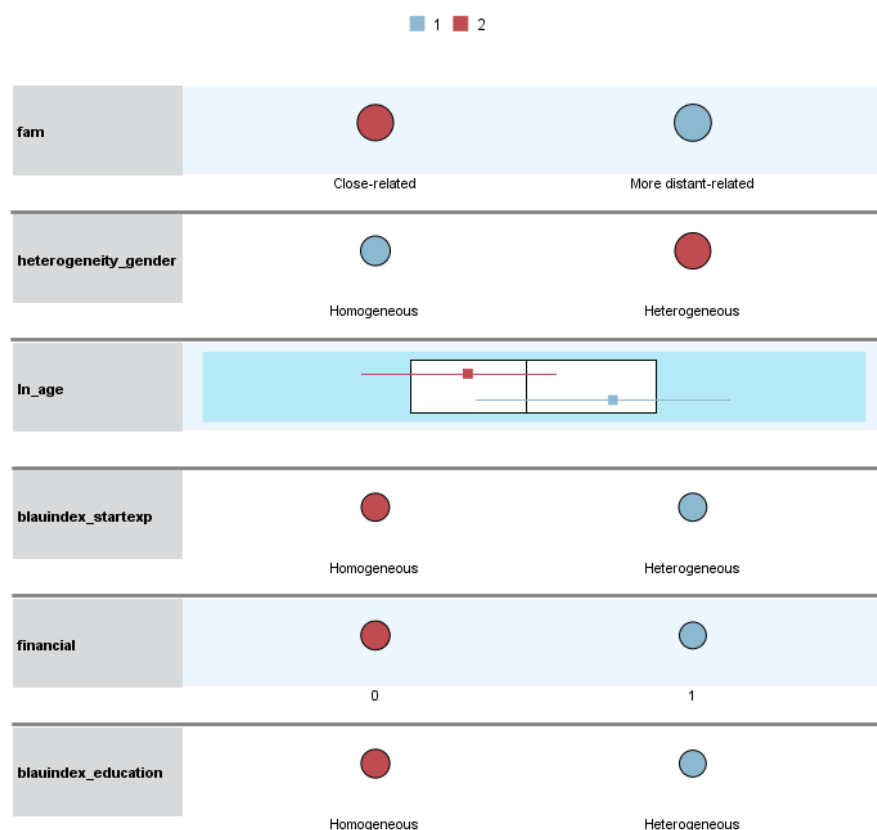 1 2
fam
Close-related More distant-related
heterogeneity_gender
Homogeneous Heterogeneous
ln_age
blauindex_startexp
Homogeneous Heterogeneous
financial
0 1
blauindex_education
Homogeneous Heterogeneous